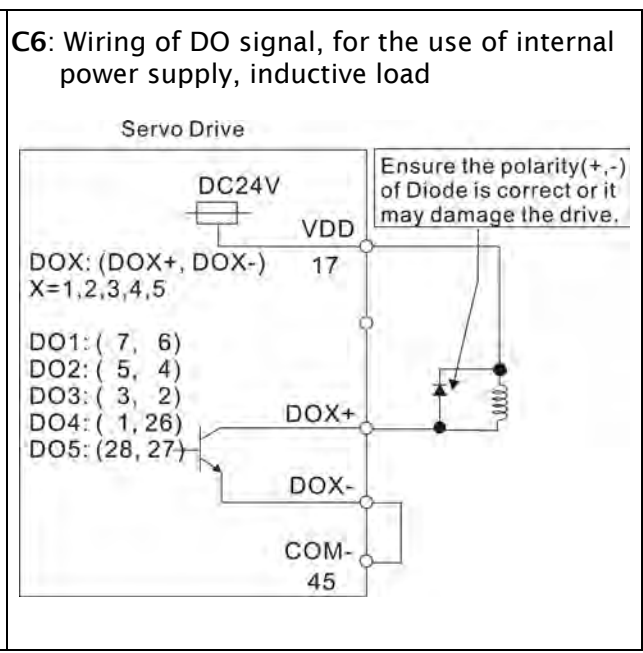 C6: Wiring of DO signal, for the use of internal
power supply, inductive load
Servo Drive
Ensure the polarity(+,-)
of Diode is correct or it
may damage the drive.
DC24V
VDD
17
DOX: (DOX+, DOX-)
X=1,2,3,4,5
DO1: ( 7, 6)
DO2: ( 5, 4)
DO3: ( 3, 2)
DO4: ( 1,26)
DO5: (28, 27)
DOX+
DOX-
COM-
45